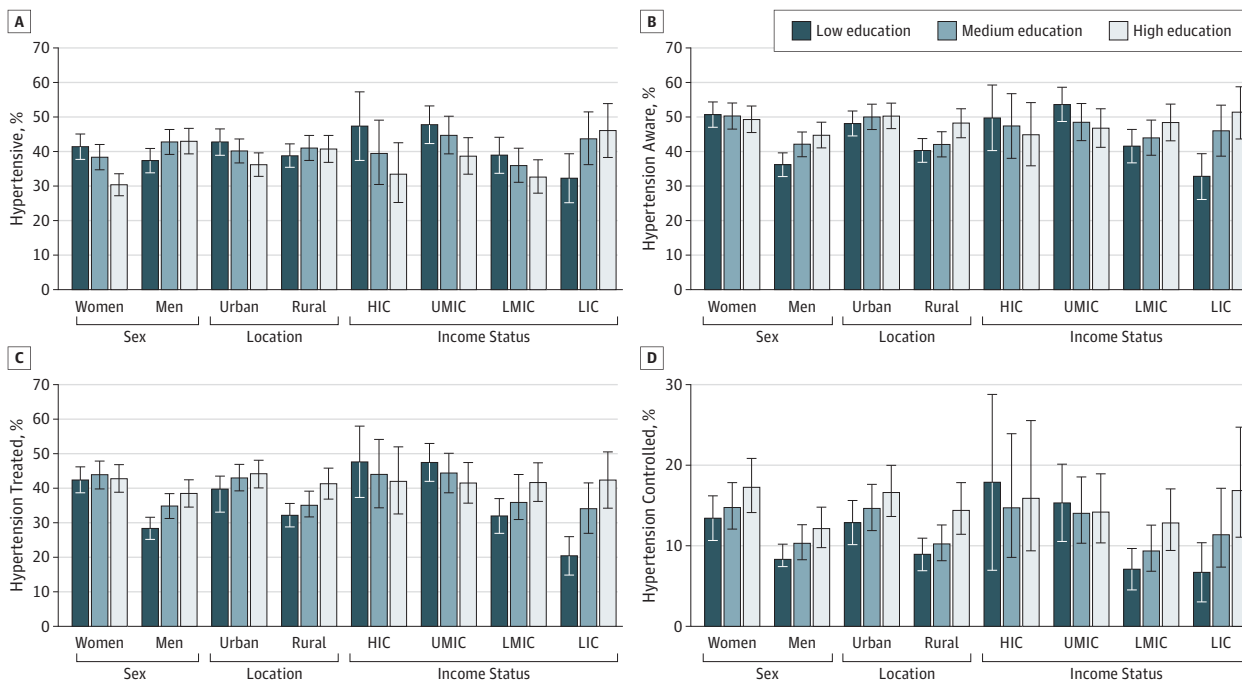 A
B
Low education
Medium education
High education
Hypertensive, %
70
60
50
40
30
20
10
0
Women
Men
Urban
Rural
HIC
UMIC
LMIC
LIC
Sex
Location
Income Status
Hypertension Aware, %
70
60
50
40
30
20
10
0
Women
Men
Urban
Rural
HIC
UMIC
LMIC
LIC
Sex
Location
Income Status
C
Hypertension Treated, %
70
60
50
40
30
20
10
0
Women
Men
Urban
Rural
HIC
UMIC
LMIC
LIC
Sex
Location
Income Status
D
Hypertension Controlled, %
30
20
10
0
Women
Men
Urban
Rural
HIC
UMIC
LMIC
LIC
Sex
Location
Income Status